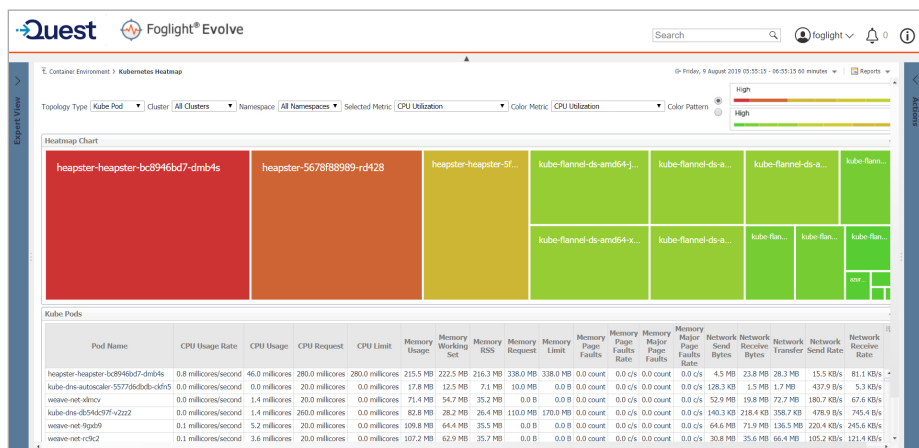 Quest Foglight® Evolve
Search foglight 0
Container Environment > Kubernetes Heatmap Friday, 9 August 2019 05:55:15 - 06:55:15 60 minutes Reports
Expert View
Actions
High
Topology Type Kube Pod Cluster All Clusters Namespace All Namespaces Selected Metric CPU Utilization Color Metric CPU Utilization Color Pattern
High
Heatmap Chart
heapster-heapster-bc8946bd7-dmb4s heapster-5678f88989-rd428 heapster-heapster-5f... kube-flannel-ds-amd64-j... kube-flannel-ds-a... kube-flannel-ds-a... kube-flann...
kube-flannel-ds-amd64-x... kube-flannel-ds-a... kube-flan... kube-flan... kube-flan...
Kube Pods
Pod Name CPU Usage Rate CPU Usage CPU Request CPU Limit Memory Usage Memory Working Set Memory RSS Memory Request Memory Limit Memory Page Faults Memory Page Faults Rate Memory Major Page Faults Memory Major Page Faults Rate Network Send Bytes Network Receive Bytes Network Transfer Network Send Rate Network Receive Rate
heapster-heapster-bc8946bd7-dmb4s 0.8 millicores/second 46.0 millicores 280.0 millicores 280.0 millicores 215.5 MB 222.5 MB 216.3 MB 338.0 MB 338.0 MB 0.0 count 0.0 c/s 0.0 count 0.0 c/s 4.5 MB 23.8 MB 28.3 MB 15.5 KB/s 81.1 KB/s
kube-dns-autoscaler-5577d6dbdb-ckfn5 0.0 millicores/second 1.4 millicores 20.0 millicores 0.0 millicores 17.8 MB 12.5 MB 7.1 MB 10.0 MB 0.0 B 0.0 count 0.0 c/s 0.0 count 0.0 c/s 128.3 KB 1.5 MB 1.7 MB 437.9 B/s 5.3 KB/s
weave-net-xlmcv 0.0 millicores/second 1.4 millicores 20.0 millicores 0.0 millicores 71.4 MB 54.7 MB 35.2 MB 0.0 B 0.0 B 0.0 count 0.0 c/s 0.0 count 0.0 c/s 52.9 MB 19.8 MB 72.7 MB 180.7 KB/s 67.6 KB/s
kube-dns-db54dc97f-v2zz2 0.0 millicores/second 1.4 millicores 260.0 millicores 0.0 millicores 82.8 MB 28.2 MB 26.4 MB 110.0 MB 170.0 MB 0.0 count 0.0 c/s 0.0 count 0.0 c/s 140.3 KB 218.4 KB 358.7 KB 478.9 B/s 745.4 B/s
weave-net-9gxb9 0.1 millicores/second 5.2 millicores 20.0 millicores 0.0 millicores 109.8 MB 64.4 MB 35.5 MB 0.0 B 0.0 B 0.0 count 0.0 c/s 0.0 count 0.0 c/s 64.6 MB 71.9 MB 136.5 MB 220.4 KB/s 245.6 KB/s
weave-net-rc9c2 0.1 millicores/second 3.6 millicores 20.0 millicores 0.0 millicores 107.2 MB 62.9 MB 35.7 MB 0.0 B 0.0 B 0.0 count 0.0 c/s 0.0 count 0.0 c/s 30.8 MB 35.6 MB 66.4 MB 105.2 KB/s 121.4 KB/s